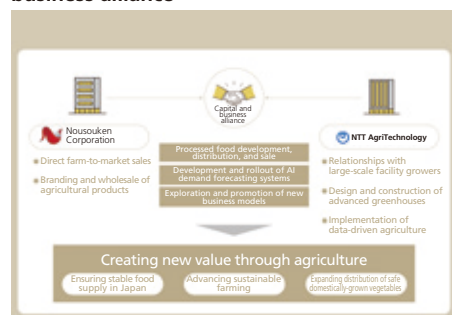 business alliance
Capital and
business
alliance
Nousouken
Corporation
NTT AgriTechnology
Direct farm-to-market sales
Branding and wholesale of
agricultural products
Processed food development,
distribution, and sale
Development and rollout of AI
demand forecasting systems
Exploration and promotion of new
business models
Relationships with
large-scale facility growers
Design and construction of
advanced greenhouses
Implementation of
data-driven agriculture
Creating new value through agriculture
Ensuring stable food
supply in Japan
Advancing sustainable
farming
Expanding distribution of safe
domestically-grown vegetables